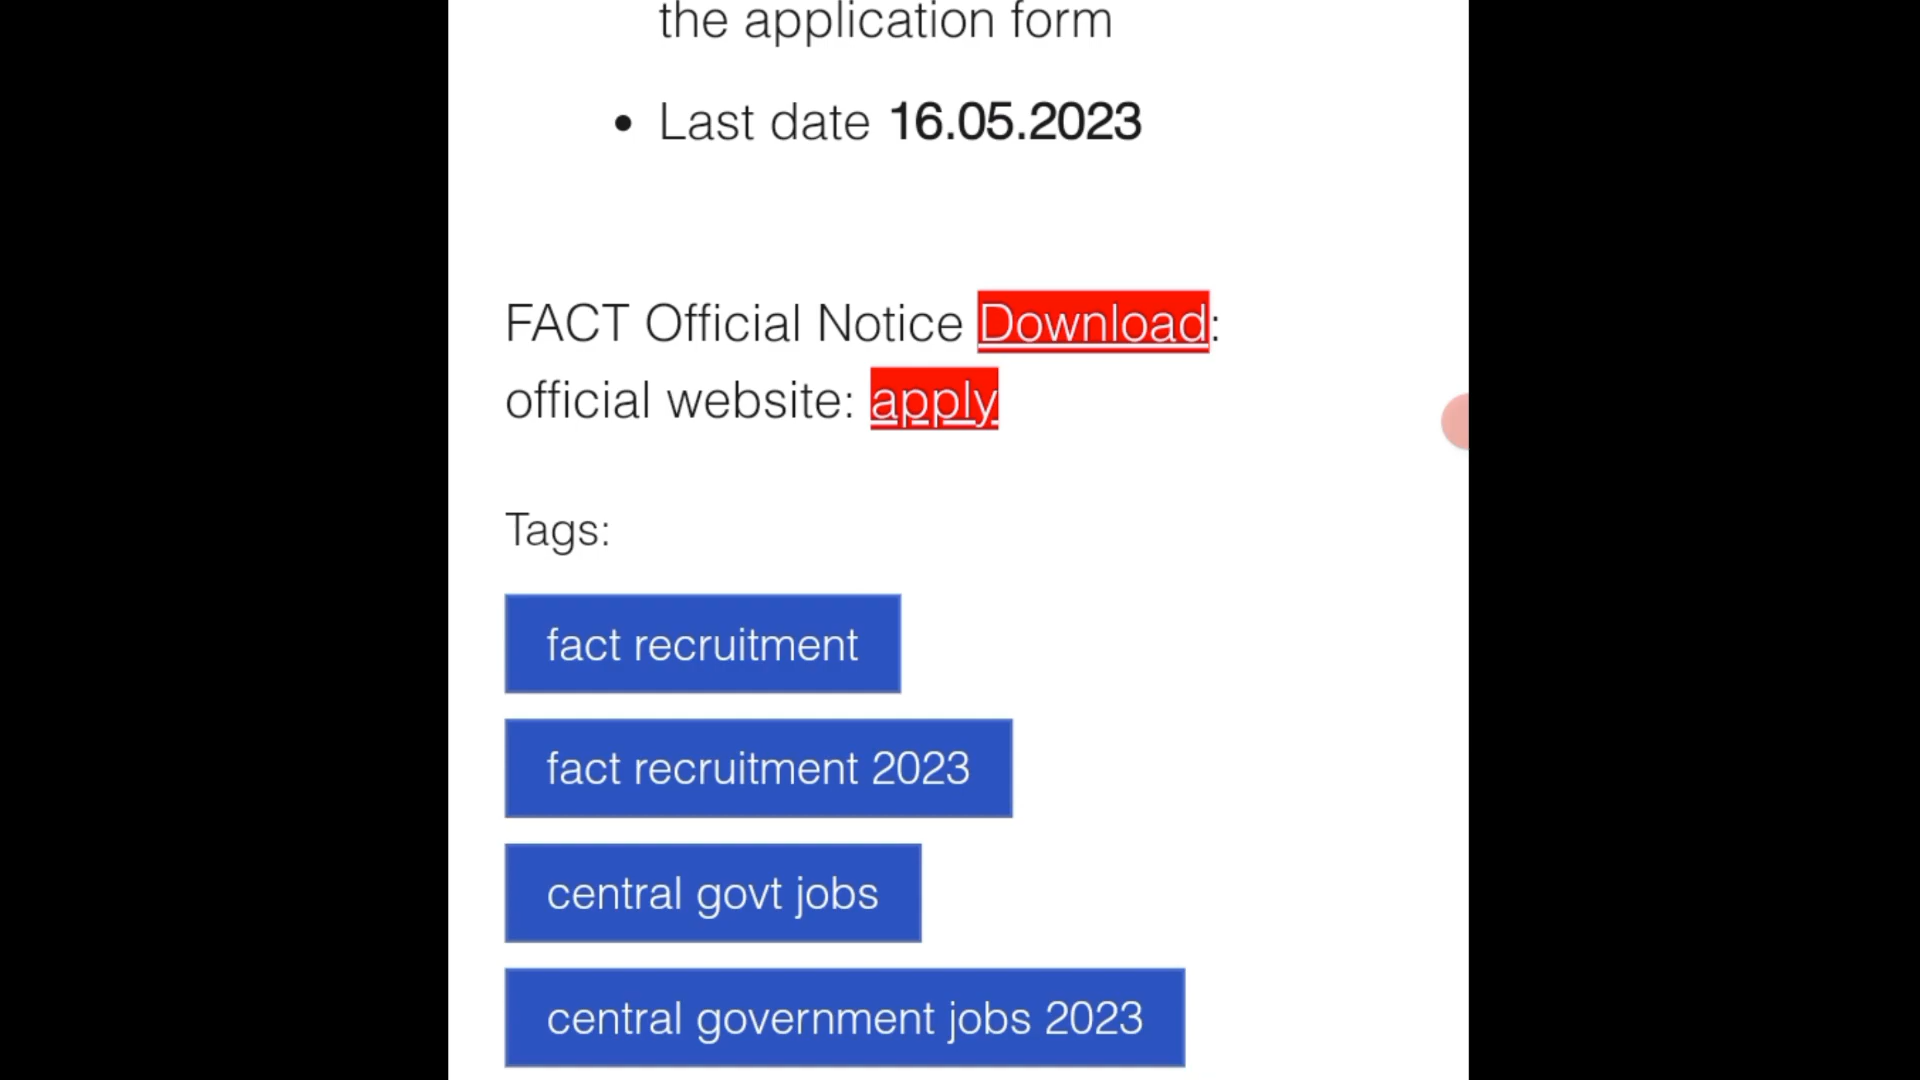 the application form
• Last date 16.05.2023
FACT Official Notice Download:
official website: apply
Tags:
fact recruitment
fact recruitment 2023
central govt jobs
central government jobs 2023